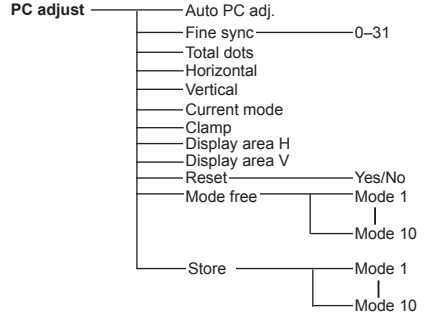 PC adjust Auto PC adj.
Fine sync 0–31
Total dots
Horizontal
Vertical
Current mode
Clamp
Display area H
Display area V
Reset Yes/No
Mode free Mode 1
Mode 10
Store Mode 1
Mode 10